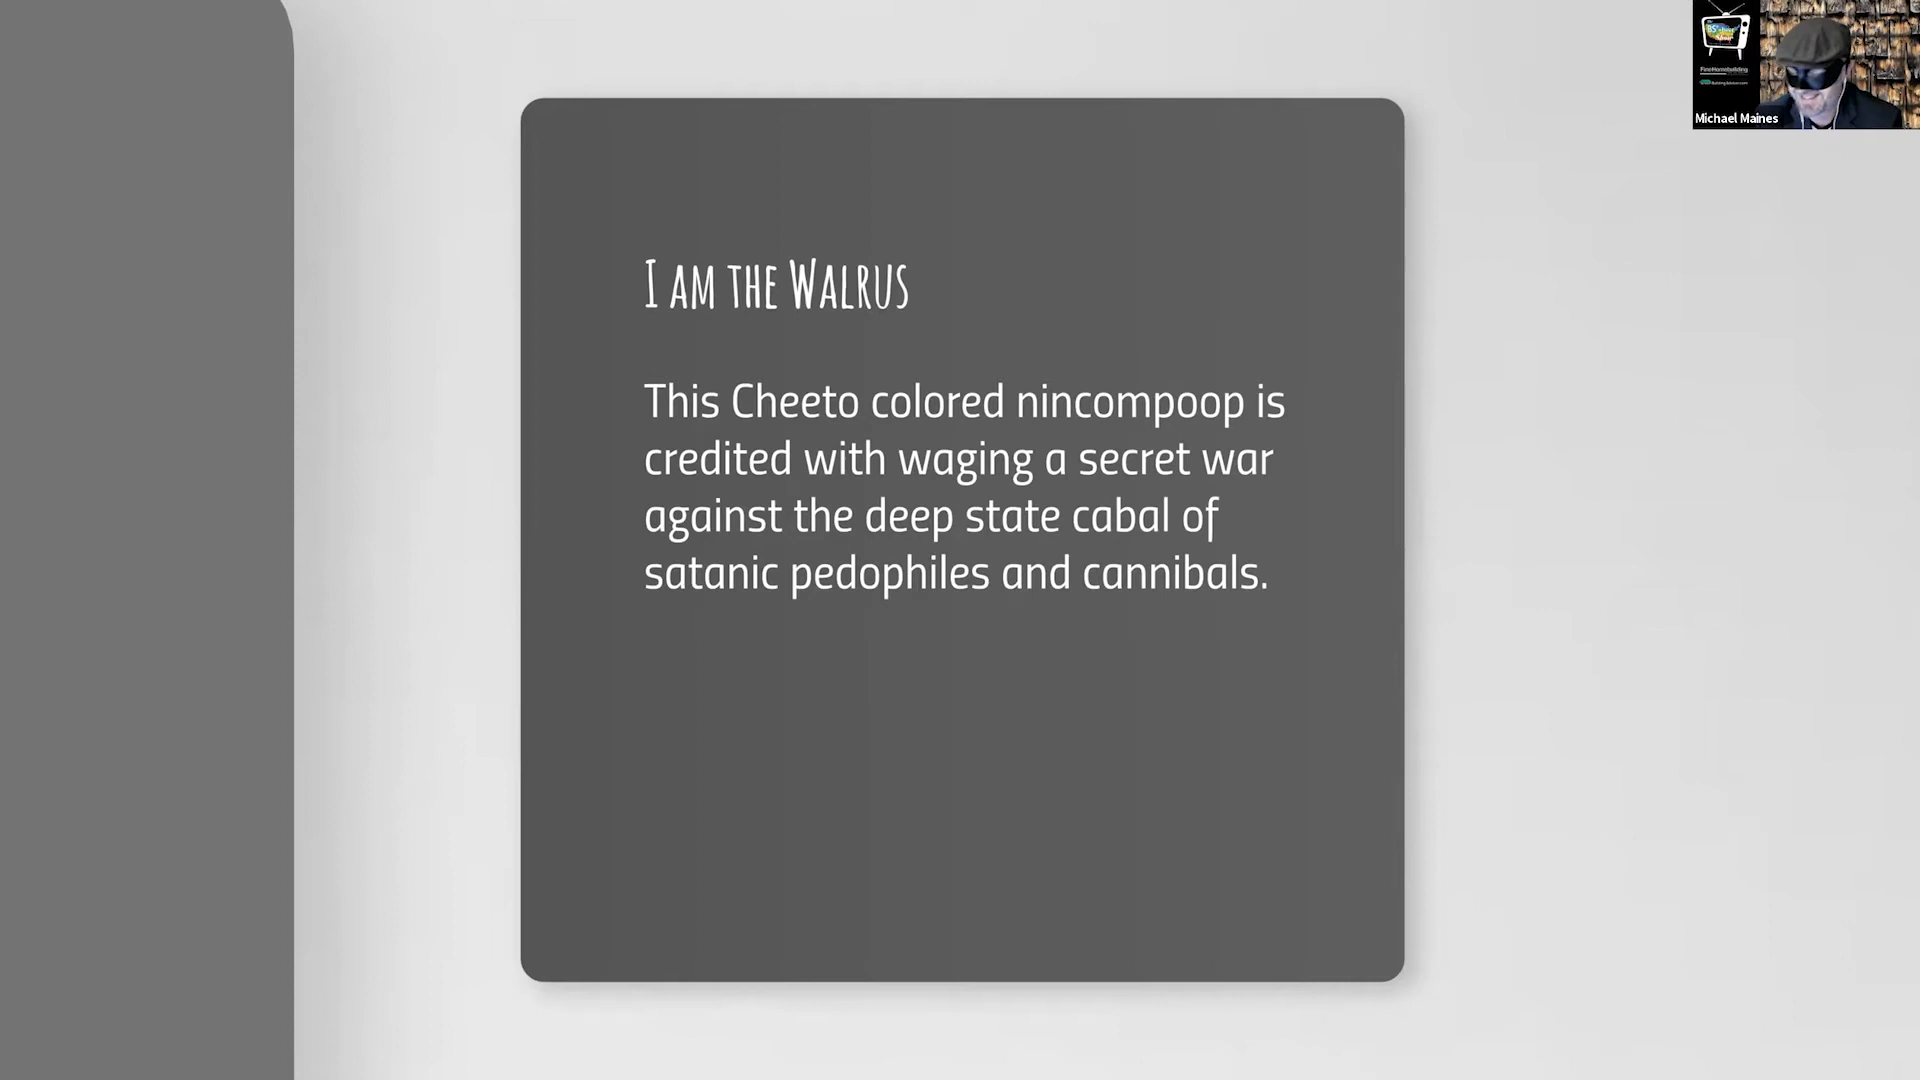 I AM THE WALRUS
This Cheeto colored nincompoop is
credited with waging a secret war
against the deep state cabal of
satanic pedophiles and cannibals.
FineHomebuilding
Michael Maines